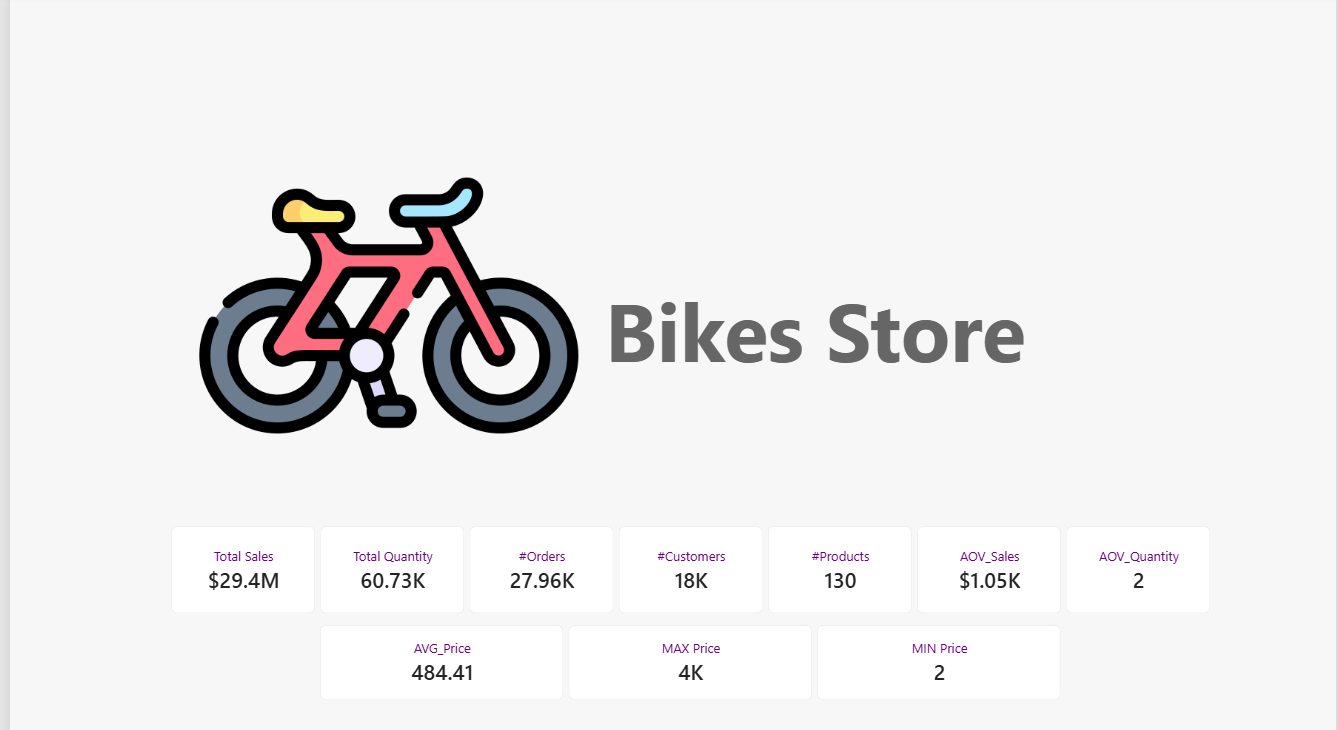 Bikes Store
Total Sales
$29.4M
Total Quantity
60.73K
#Orders
27.96K
#Customers
18K
#Products
130
AOV_Sales
$1.05K
AOV_Quantity
2
AVG_Price
484.41
MAX Price
4K
MIN Price
2